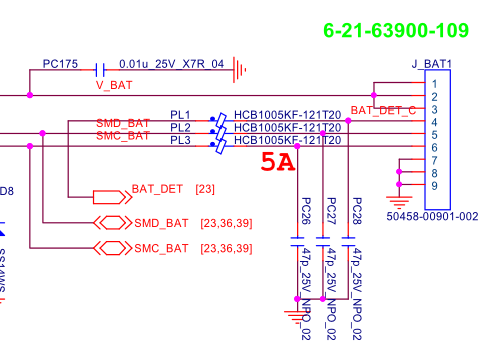 6-21-63900-109
PC175 0.01u_25V_X7R_04
V_BAT
J_BAT1
1
2
3
BAT_DET_C
4
5
6
7
8
9
50458-00901-002
PL1 HCB1005KF-121T20
SMD_BAT PL2 HCB1005KF-121T20
SMC_BAT PL3 HCB1005KF-121T20
5A
D8
BAT_DET [23]
SMD_BAT [23,36,39]
SMC_BAT [23,36,39]
PC26
47p_25V_NPO_02
PC27
47p_25V_NPO_02
PC28
47p_25V_NPO_02